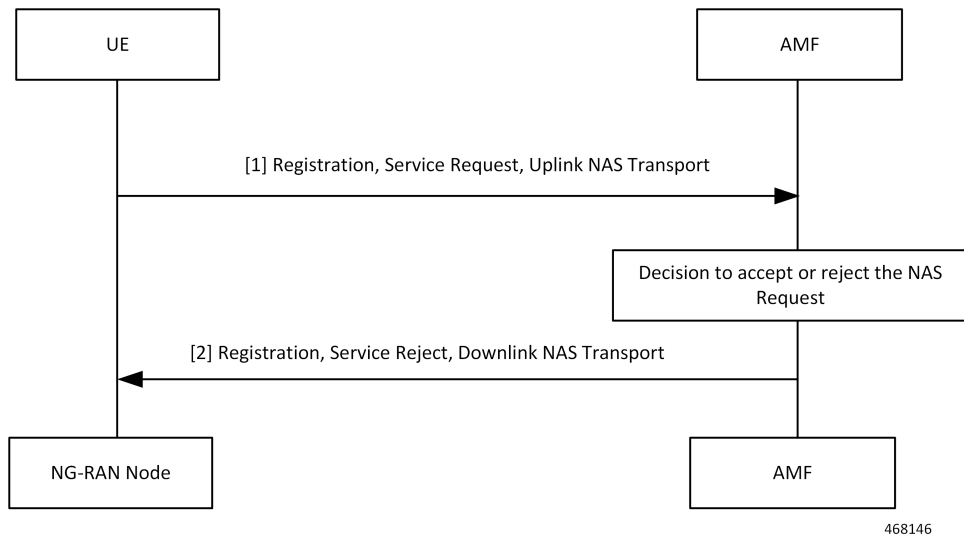 UE
AMF
[1] Registration, Service Request, Uplink NAS Transport
Decision to accept or reject the NAS
Request
[2] Registration, Service Reject, Downlink NAS Transport
NG-RAN Node
AMF
468146